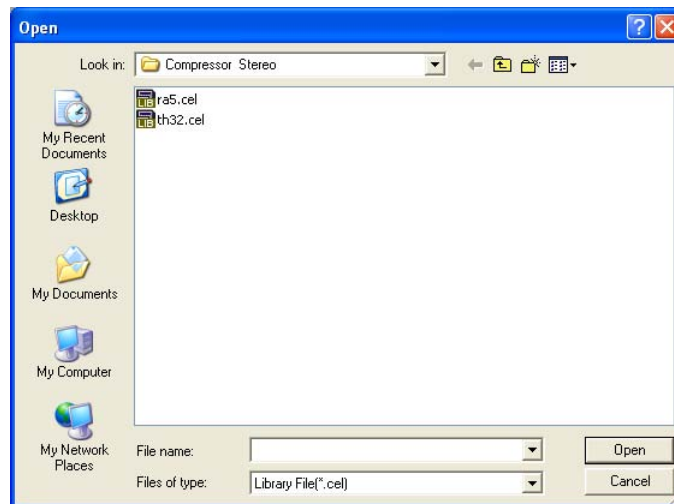 Open
Look in: Compressor Stereo
ra5.cel
th32.cel
My Recent
Documents
Desktop
My Documents
My Computer
My Network
Places
File name:
Open
Files of type: Library File(*.cel)
Cancel